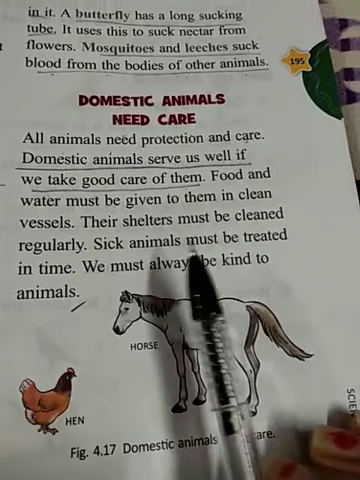 in it. A butterfly has a long sucking
tube. It uses this to suck nectar from
flowers. Mosquitoes and leeches suck
blood from the bodies of other animals.
195
DOMESTIC ANIMALS
NEED CARE
All animals need protection and care.
Domestic animals serve us well if
we take good care of them. Food and
water must be given to them in clean
vessels. Their shelters must be cleaned
regularly. Sick animals must be treated
in time. We must always be kind to
animals.
HORSE
HEN
Fig. 4.17 Domestic animals